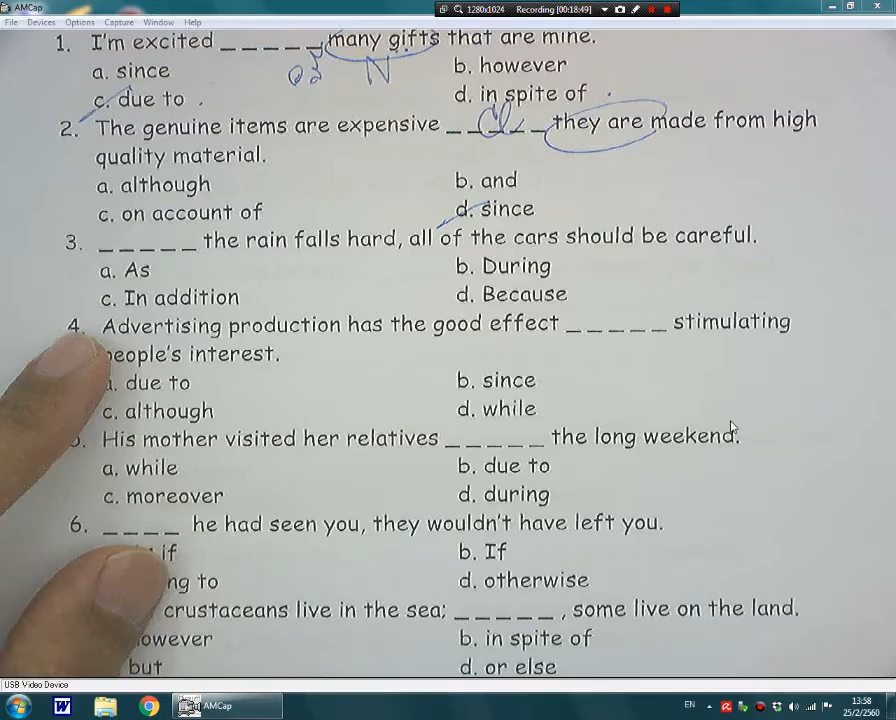 AMCap
1280x1024 Recording [00:18:49]
File Devices Options Capture Window Help
1. I'm excited _ _ _ _ _ many gifts that are mine.
N
a. since b. however
c. due to d. in spite of
2. The genuine items are expensive _ _ _ _ _ they are made from high
quality material.
a. although b. and
c. on account of d. since
3. _ _ _ _ _ the rain falls hard, all of the cars should be careful.
a. As b. During
c. In addition d. Because
4. Advertising production has the good effect _ _ _ _ _ stimulating
people's interest.
a. due to b. since
c. although d. while
5. His mother visited her relatives _ _ _ _ _ the long weekend.
a. while b. due to
c. moreover d. during
6. _ _ _ _ he had seen you, they wouldn't have left you.
if b. If
ng to d. otherwise
crustaceans live in the sea; _ _ _ _ _ , some live on the land.
however b. in spite of
but d. or else
USB Video Device
AMCap EN 13:58
25/2/2560